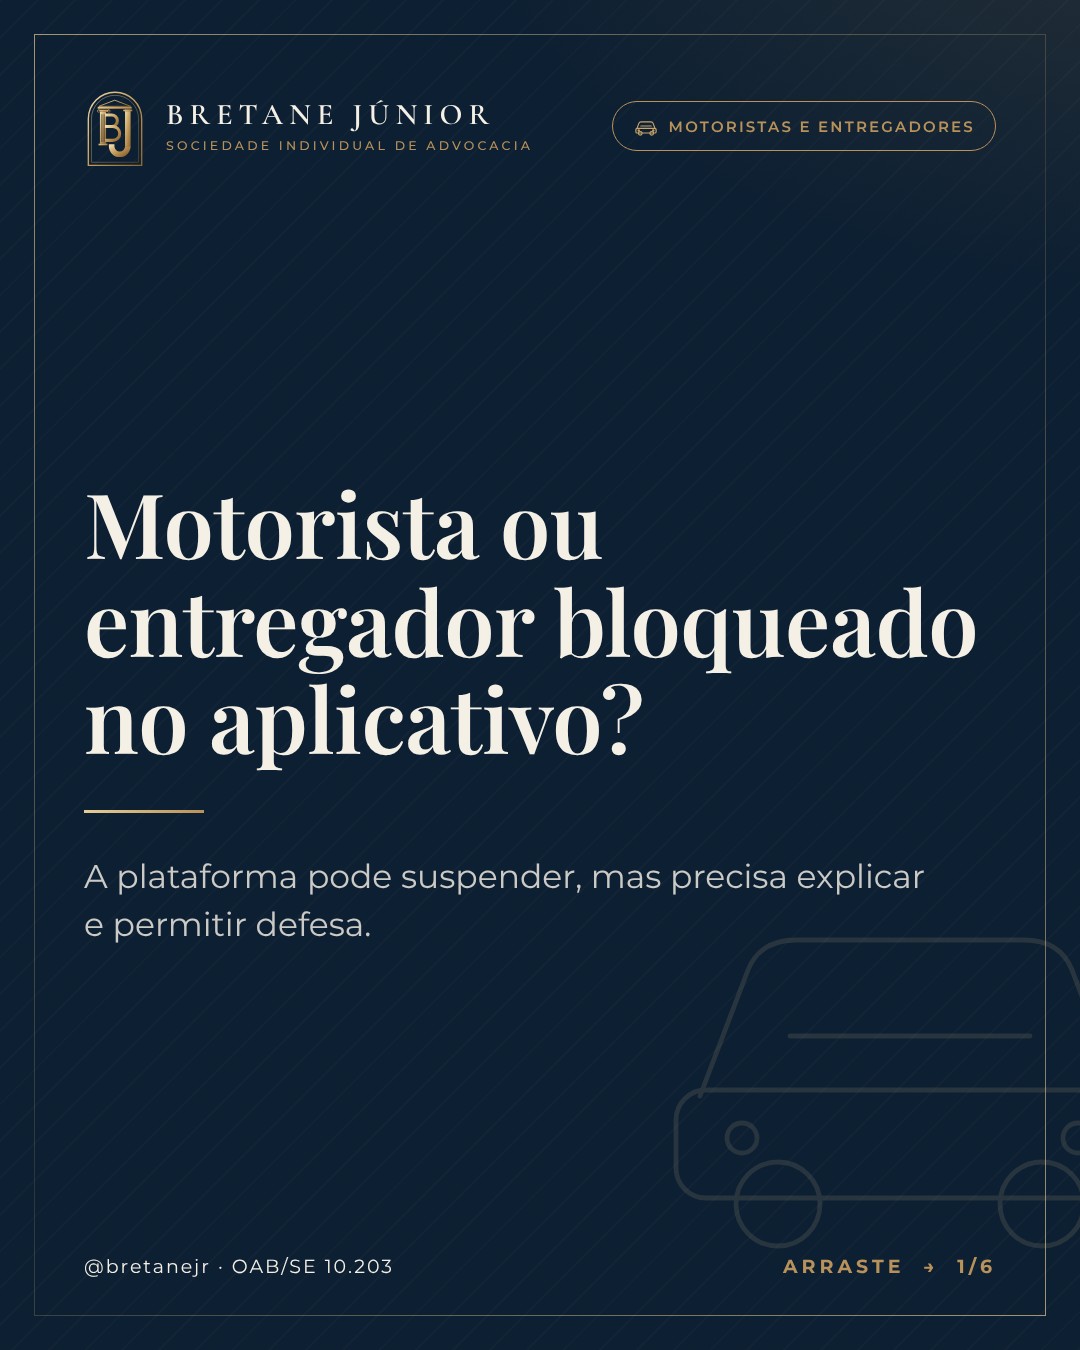 BJ
BRETANE JÚNIOR
SOCIEDADE INDIVIDUAL DE ADVOCACIA
MOTORISTAS E ENTREGADORES
Motorista ou
entregador bloqueado
no aplicativo?
A plataforma pode suspender, mas precisa explicar
e permitir defesa.
@bretanejr · OAB/SE 10.203
ARRASTE → 1/6